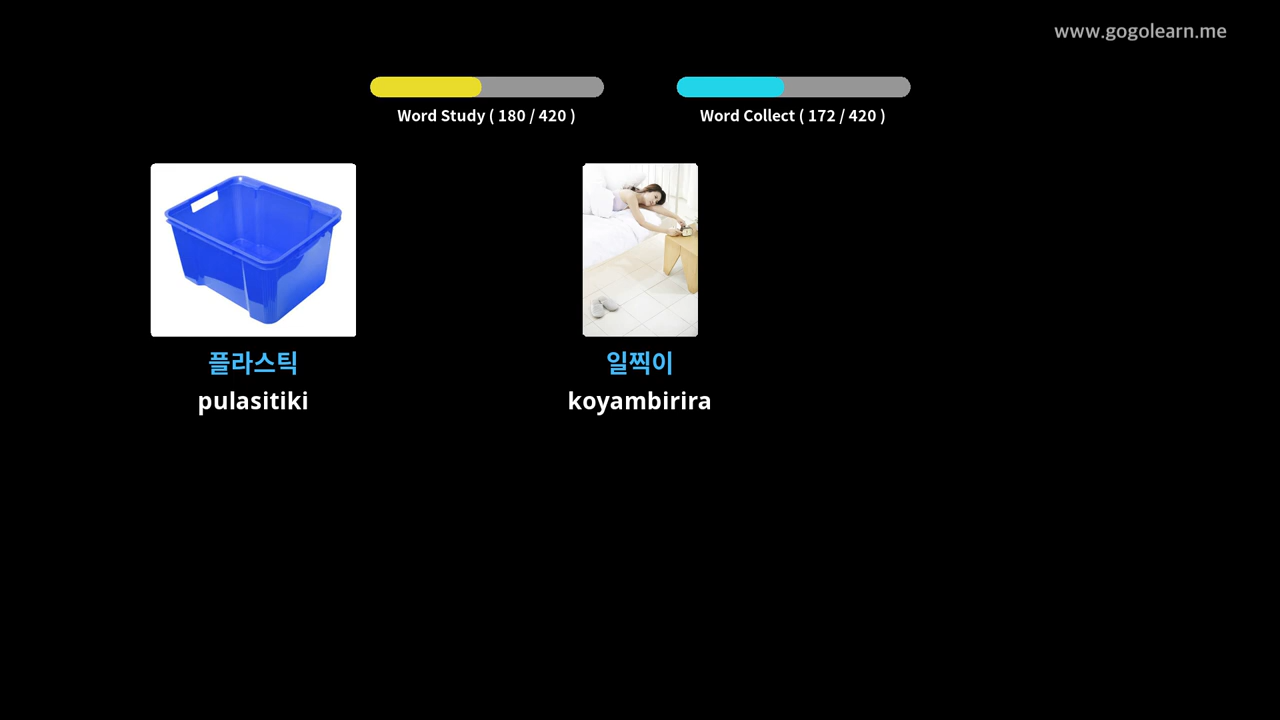 www.gogolearn.me
Word Study ( 180 / 420 )
Word Collect ( 172 / 420 )
플라스틱
pulasitiki
일찍이
koyambirira